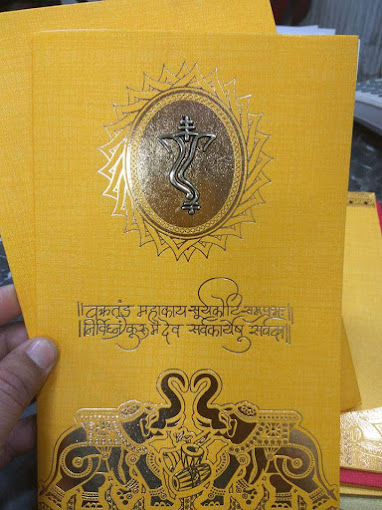 ॥ वक्रतुंड महाकाय सूर्यकोटि समप्रभः ॥
॥ निर्विघ्नं कुरु मे देव सर्वकार्येषु सर्वदा ॥